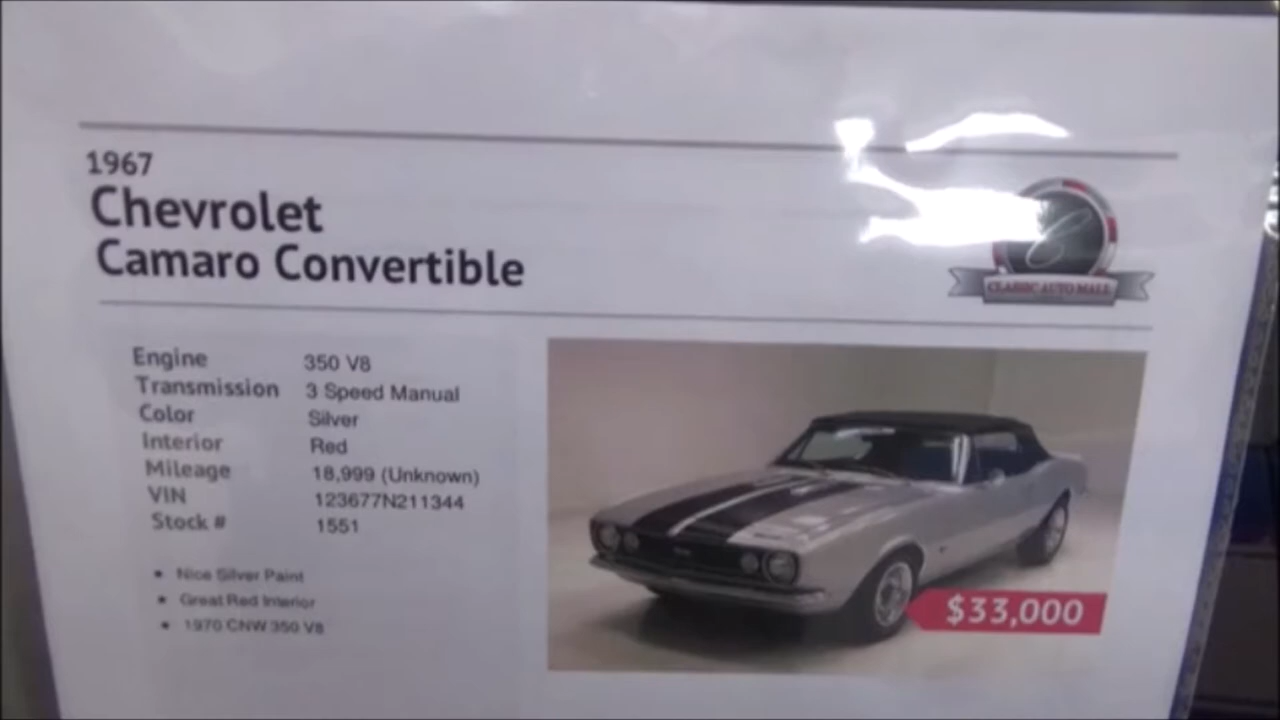 1967
Chevrolet
Camaro Convertible
CLASSIC AUTO MALL
Engine 350 V8
Transmission 3 Speed Manual
Color Silver
Interior Red
Mileage 18,999 (Unknown)
VIN 123677N211344
Stock # 1551
• Nice Silver Paint
• Great Red Interior
• 1970 CNW 350 V8
$33,000